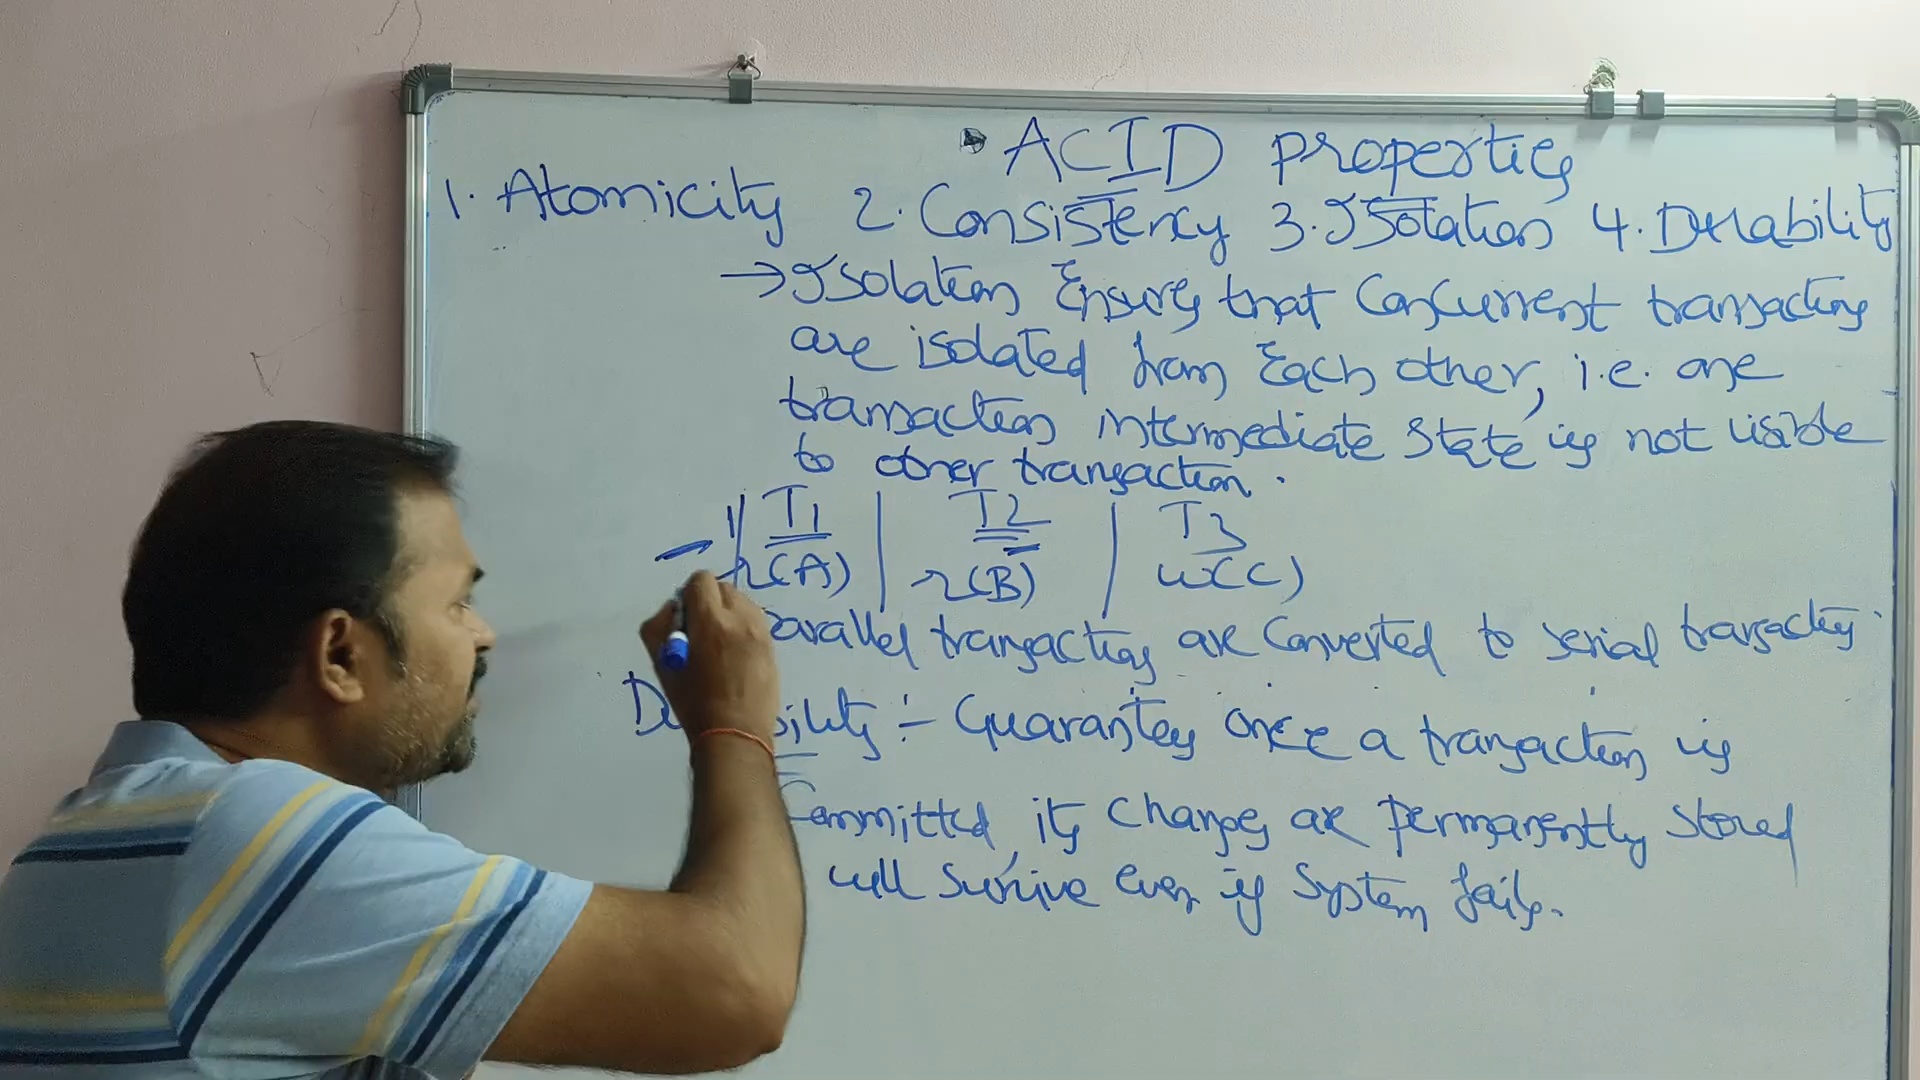 ACID properties
1. Atomicity 2. Consistency 3. Isolation 4. Durability
→ Isolation Ensures that Concurrent transactions
are isolated from Each other, i.e. one
transaction intermediate state is not visible
to other transaction.
T1 | T2 | T3
r(A) | r(B) | w(C)
parallel transactions are Converted to serial transactions.
Durability :- Guarantees once a transaction is
Committed, its changes are permanently stored
will survive even if system fails.